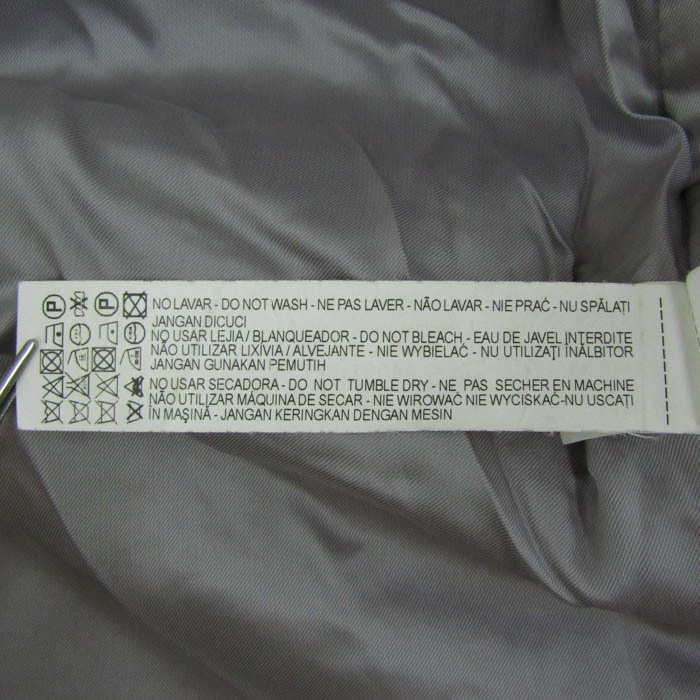 P P NO LAVAR - DO NOT WASH - NE PAS LAVER - NÃO LAVAR - NIE PRAĆ - NU SPĂLAȚI
JANGAN DICUCI
NO USAR LEJIA / BLANQUEADOR - DO NOT BLEACH - EAU DE JAVEL INTERDITE
NÃO UTILIZAR LIXÍVIA / ALVEJANTE - NIE WYBIELAĆ - NU UTILIZAȚI ÎNĂLBITOR
JANGAN GUNAKAN PEMUTIH
NO USAR SECADORA - DO NOT TUMBLE DRY - NE PAS SECHER EN MACHINE
NÃO UTILIZAR MÁQUINA DE SECAR - NIE WIROWAĆ NIE WYCISKAĆ-NU USCAȚI
ÎN MAȘINĂ - JANGAN KERINGKAN DENGAN MESIN